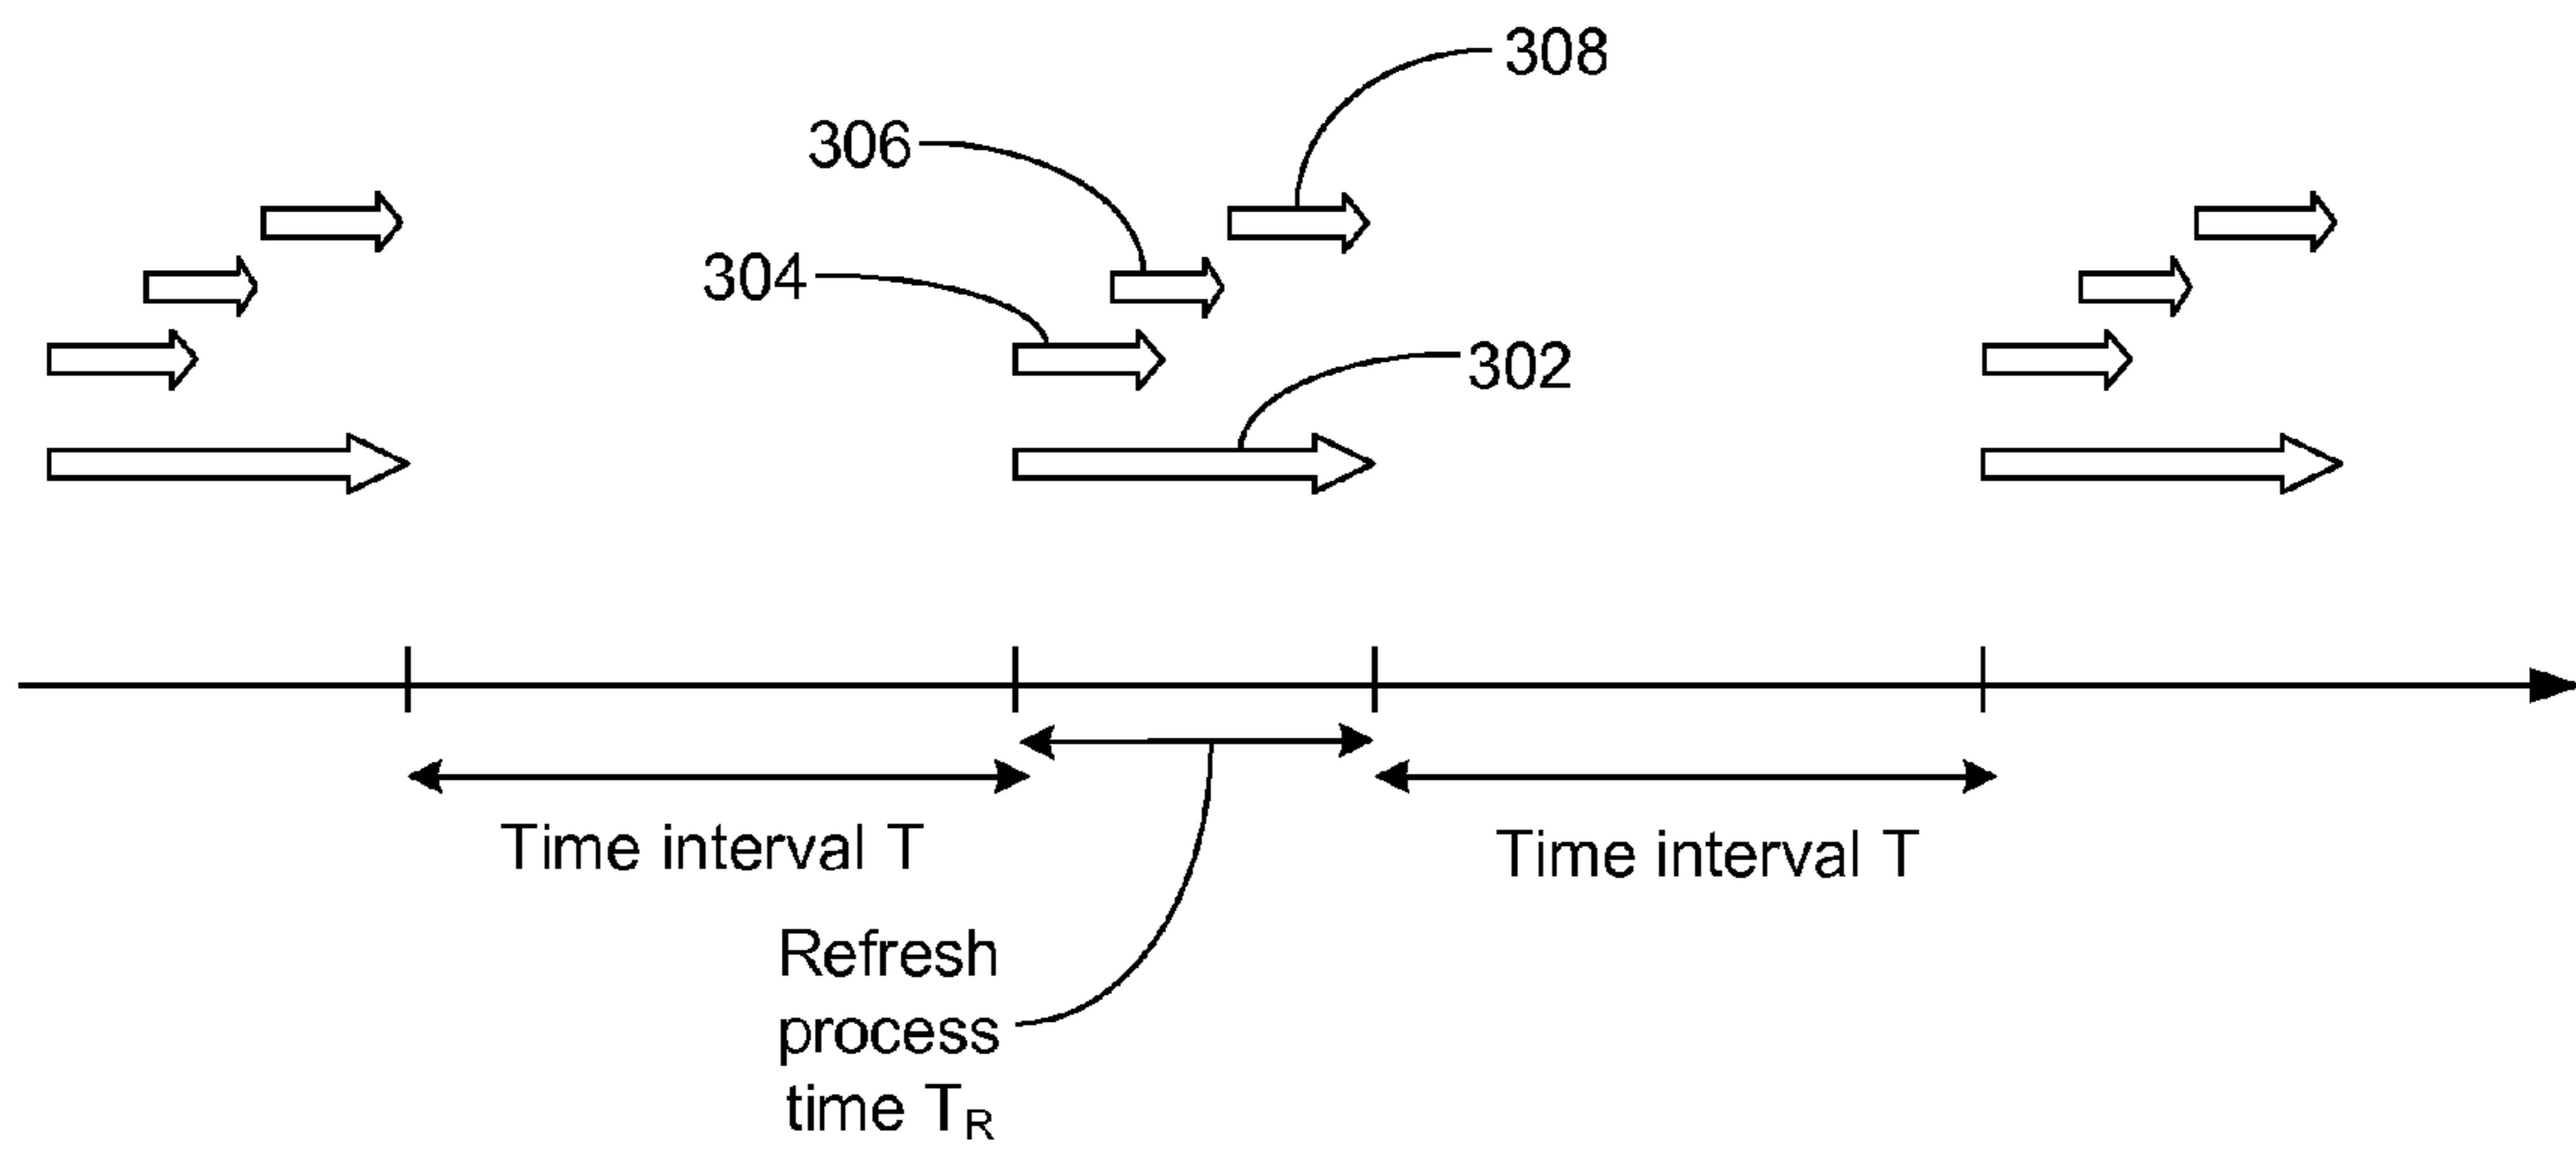 308
306
304
302
Time interval T
Time interval T
Refresh
process
time TR